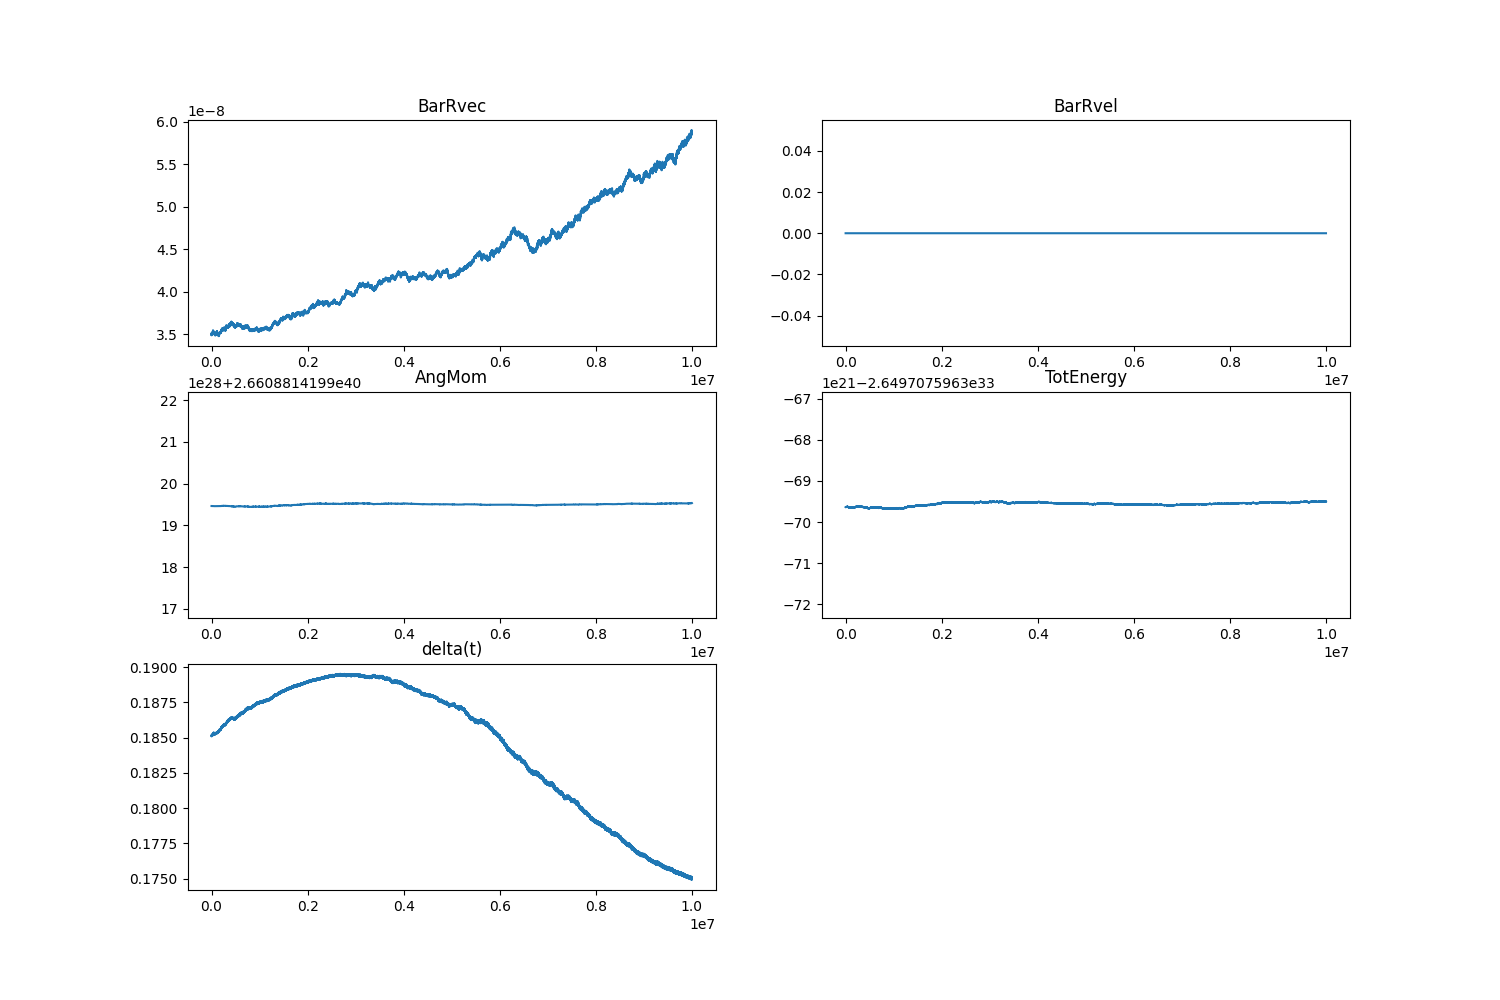 BarRvec
1e−8
6.0
5.5
5.0
4.5
4.0
3.5
0.0 0.2 0.4 0.6 0.8 1.0
1e7
BarRvel
0.04
0.02
0.00
−0.02
−0.04
0.0 0.2 0.4 0.6 0.8 1.0
1e7
AngMom
1e28+2.6608814199e40
22
21
20
19
18
17
0.0 0.2 0.4 0.6 0.8 1.0
1e7
TotEnergy
1e21−2.6497075963e33
−67
−68
−69
−70
−71
−72
0.0 0.2 0.4 0.6 0.8 1.0
1e7
delta(t)
0.1900
0.1875
0.1850
0.1825
0.1800
0.1775
0.1750
0.0 0.2 0.4 0.6 0.8 1.0
1e7